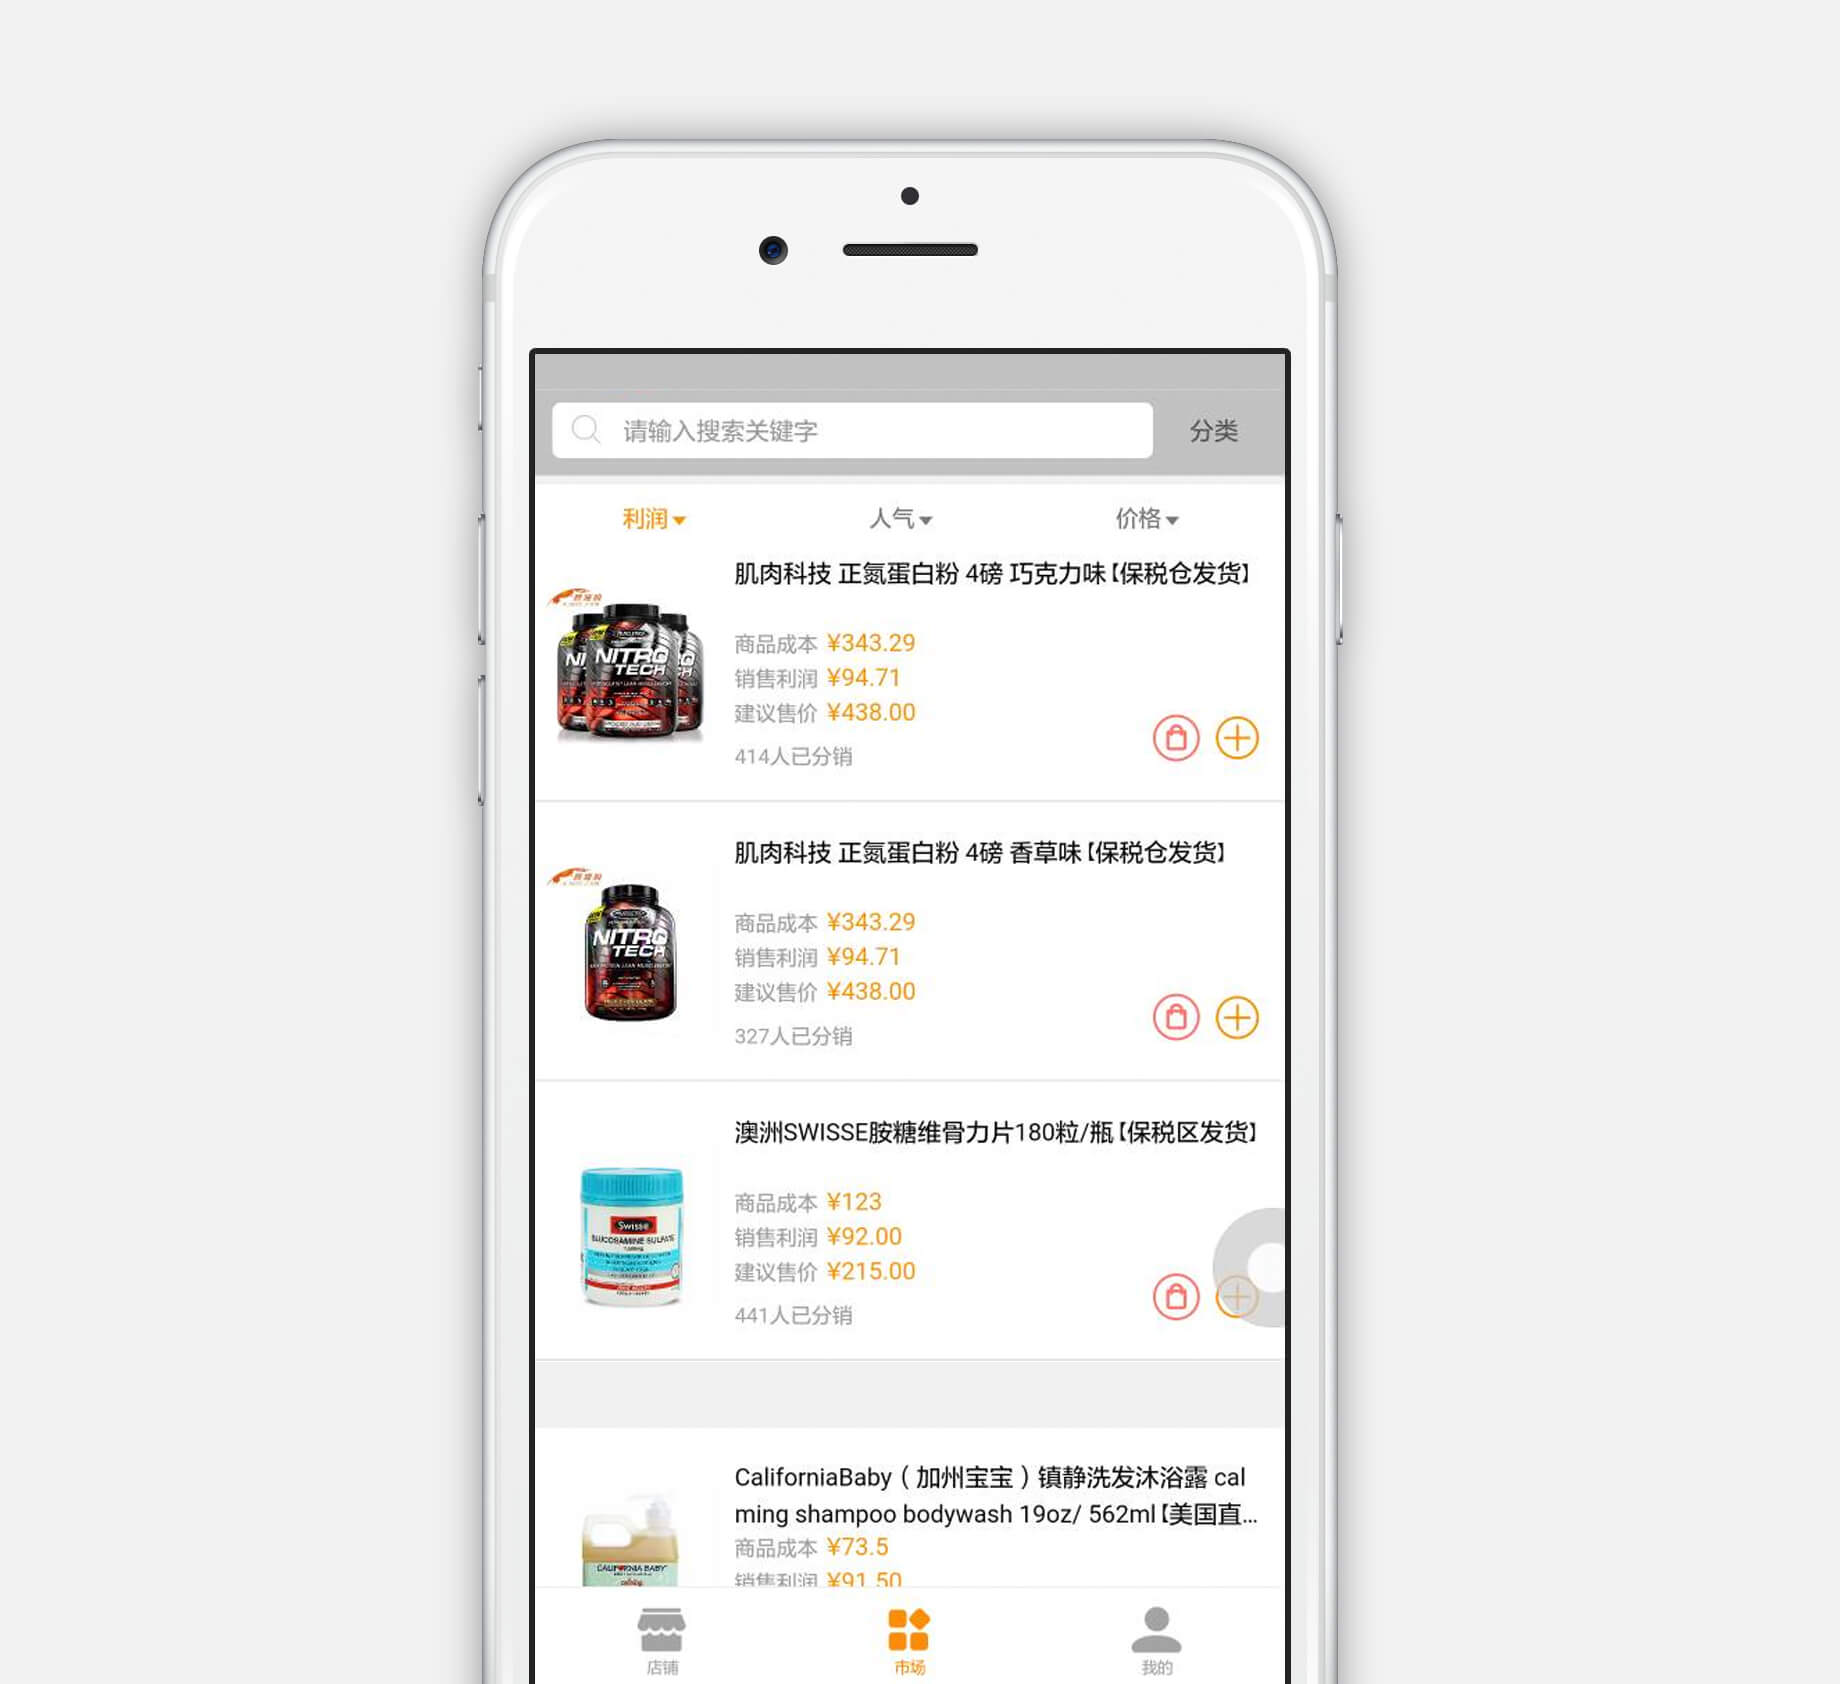 请输入搜索关键字
分类
利润
人气
价格
肌肉科技 正氮蛋白粉 4磅 巧克力味【保税仓发货】
NITRO
TECH
商品成本 ¥343.29
销售利润 ¥94.71
建议售价 ¥438.00
414人已分销
肌肉科技 正氮蛋白粉 4磅 香草味【保税仓发货】
NITRO
TECH
商品成本 ¥343.29
销售利润 ¥94.71
建议售价 ¥438.00
327人已分销
澳洲SWISSE胺糖维骨力片180粒/瓶【保税区发货】
Swisse
GLUCOSAMINE SULFATE
商品成本 ¥123
销售利润 ¥92.00
建议售价 ¥215.00
441人已分销
CaliforniaBaby（加州宝宝）镇静洗发沐浴露 cal
ming shampoo bodywash 19oz/ 562ml【美国直...
CALIFORNIA BABY
calming
商品成本 ¥73.5
销售利润 ¥91.50
店铺
市场
我的